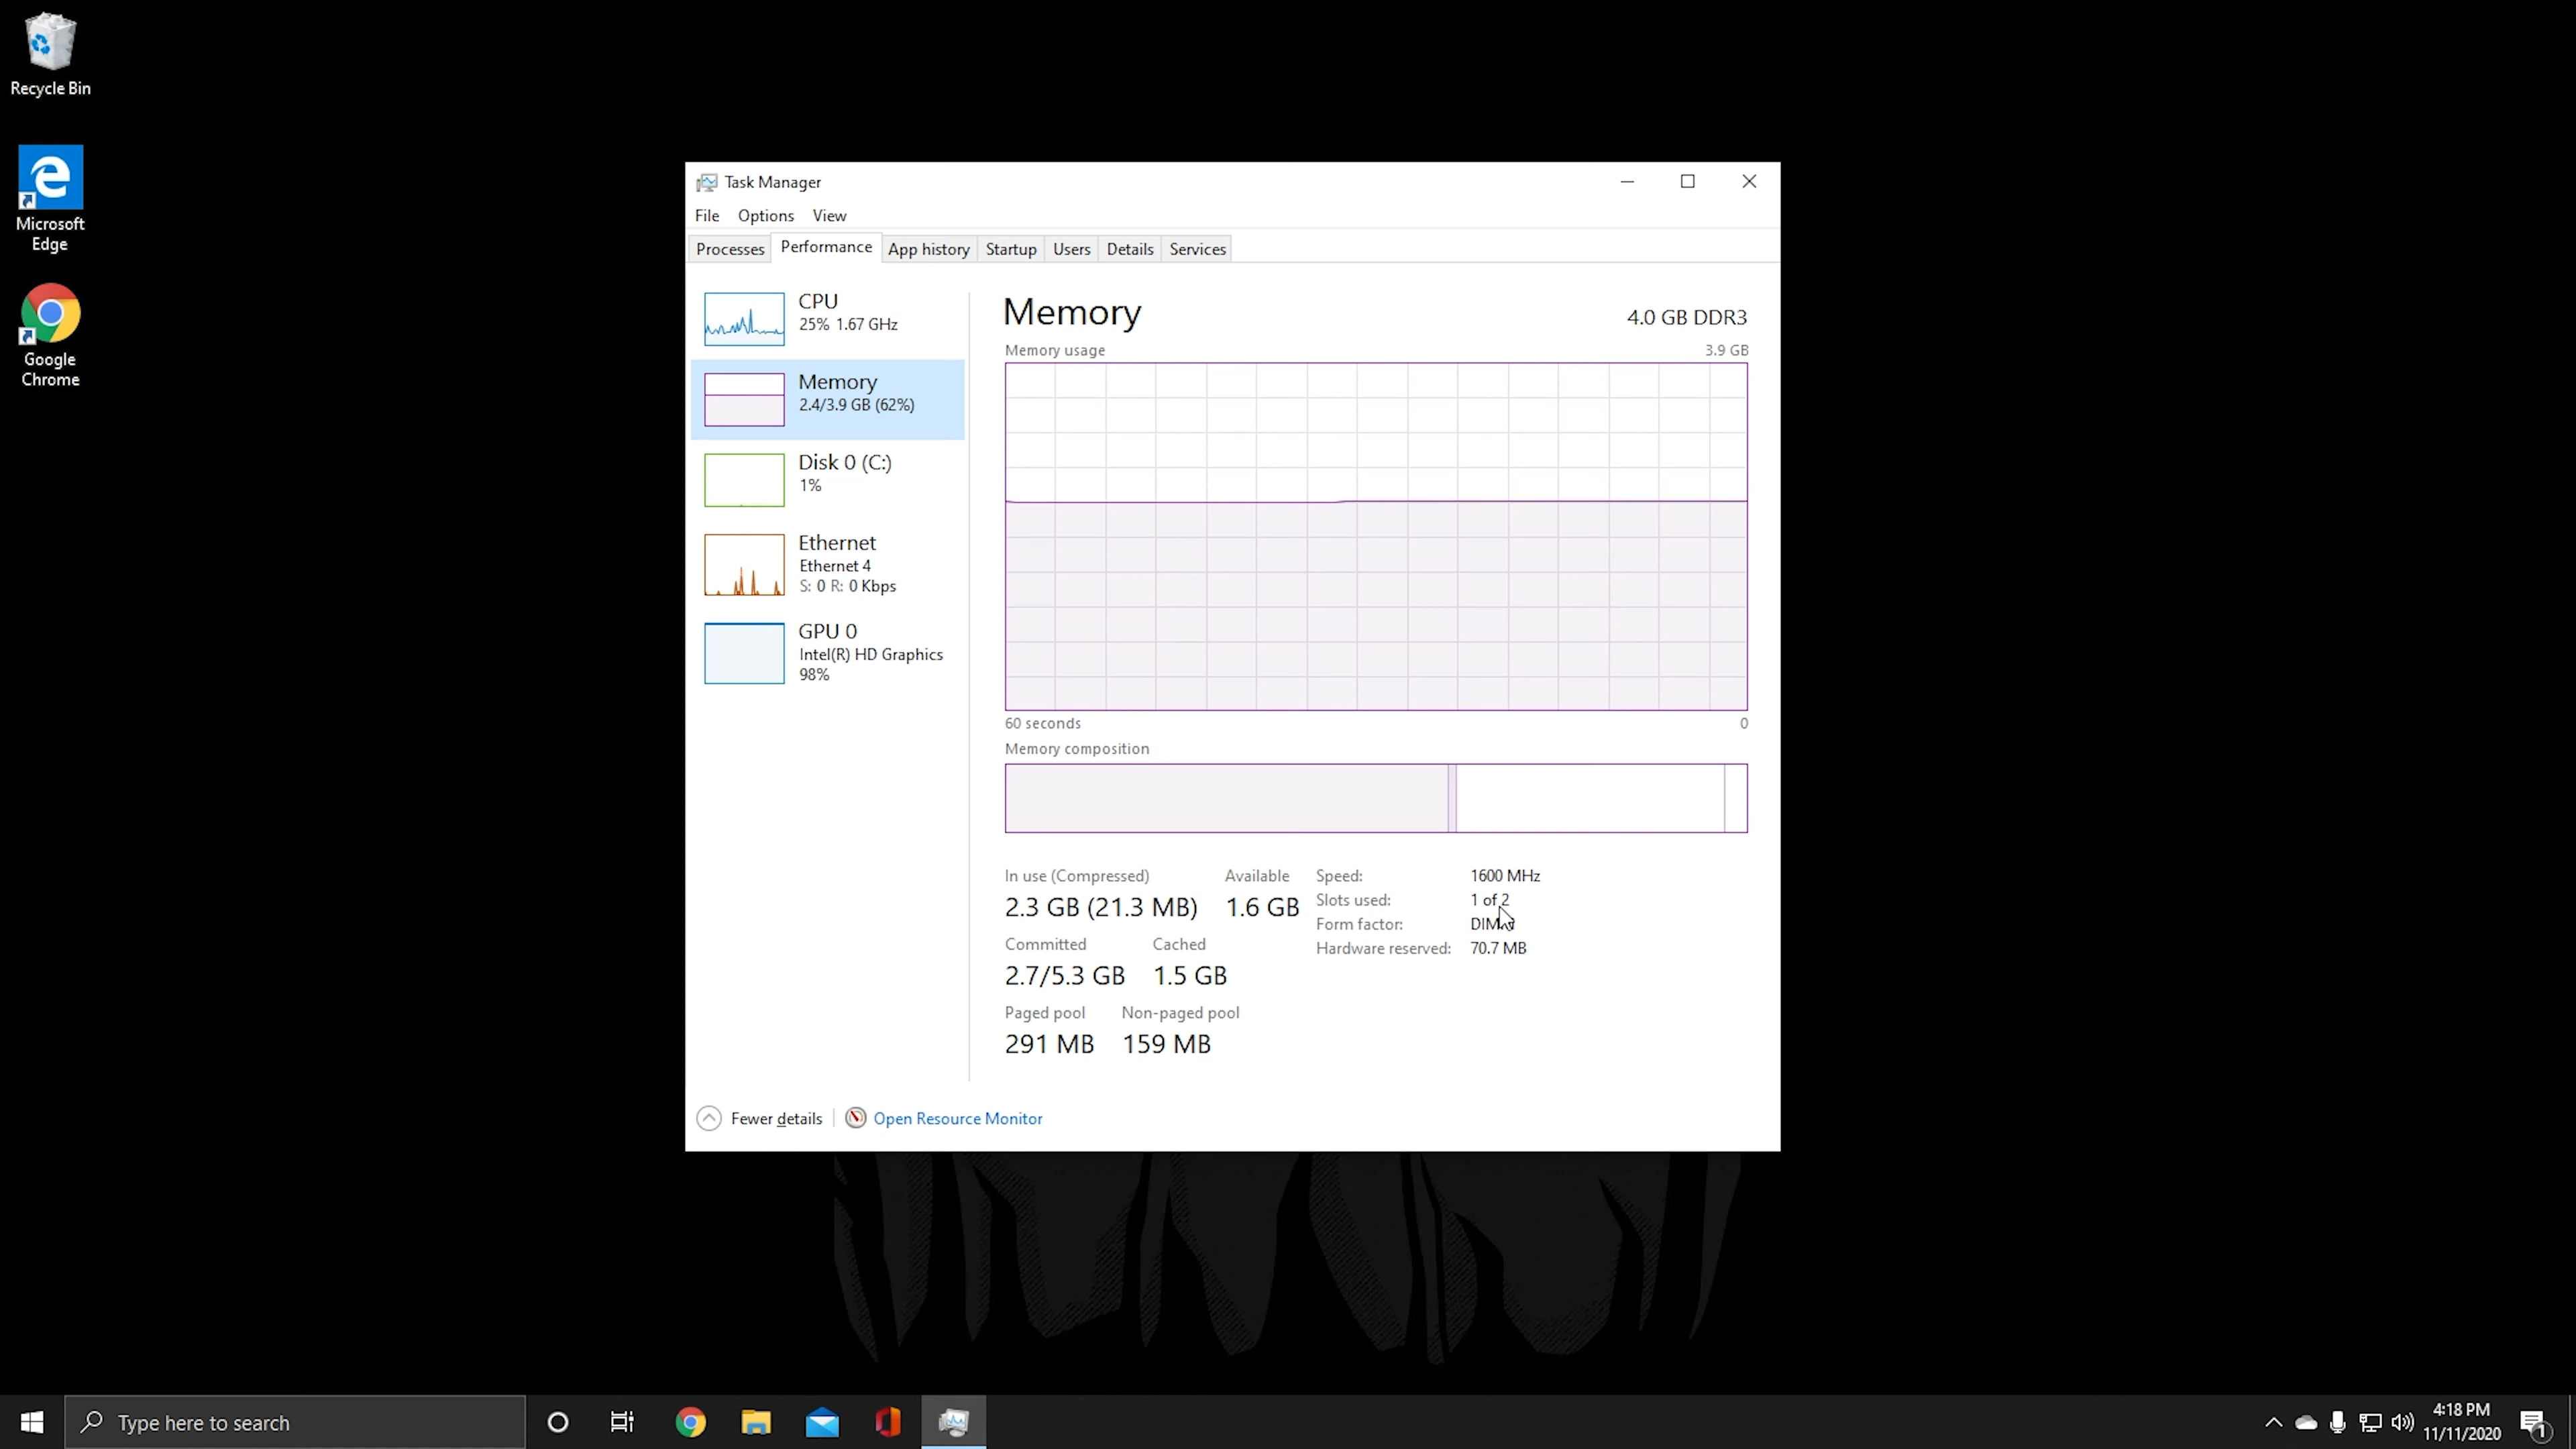 Recycle Bin
Microsoft
Edge
Google
Chrome
Task Manager
File Options View
Processes Performance App history Startup Users Details Services
CPU
25% 1.67 GHz
Memory
2.4/3.9 GB (62%)
Disk 0 (C:)
1%
Ethernet
Ethernet 4
S: 0 R: 0 Kbps
GPU 0
Intel(R) HD Graphics
98%
Memory 4.0 GB DDR3
Memory usage 3.9 GB
60 seconds 0
Memory composition
In use (Compressed) Available
2.3 GB (21.3 MB) 1.6 GB
Committed Cached
2.7/5.3 GB 1.5 GB
Paged pool Non-paged pool
291 MB 159 MB
Speed: 1600 MHz
Slots used: 1 of 2
Form factor:
Hardware reserved: 70.7 MB
Fewer details Open Resource Monitor
Type here to search
4:18 PM
11/11/2020
1